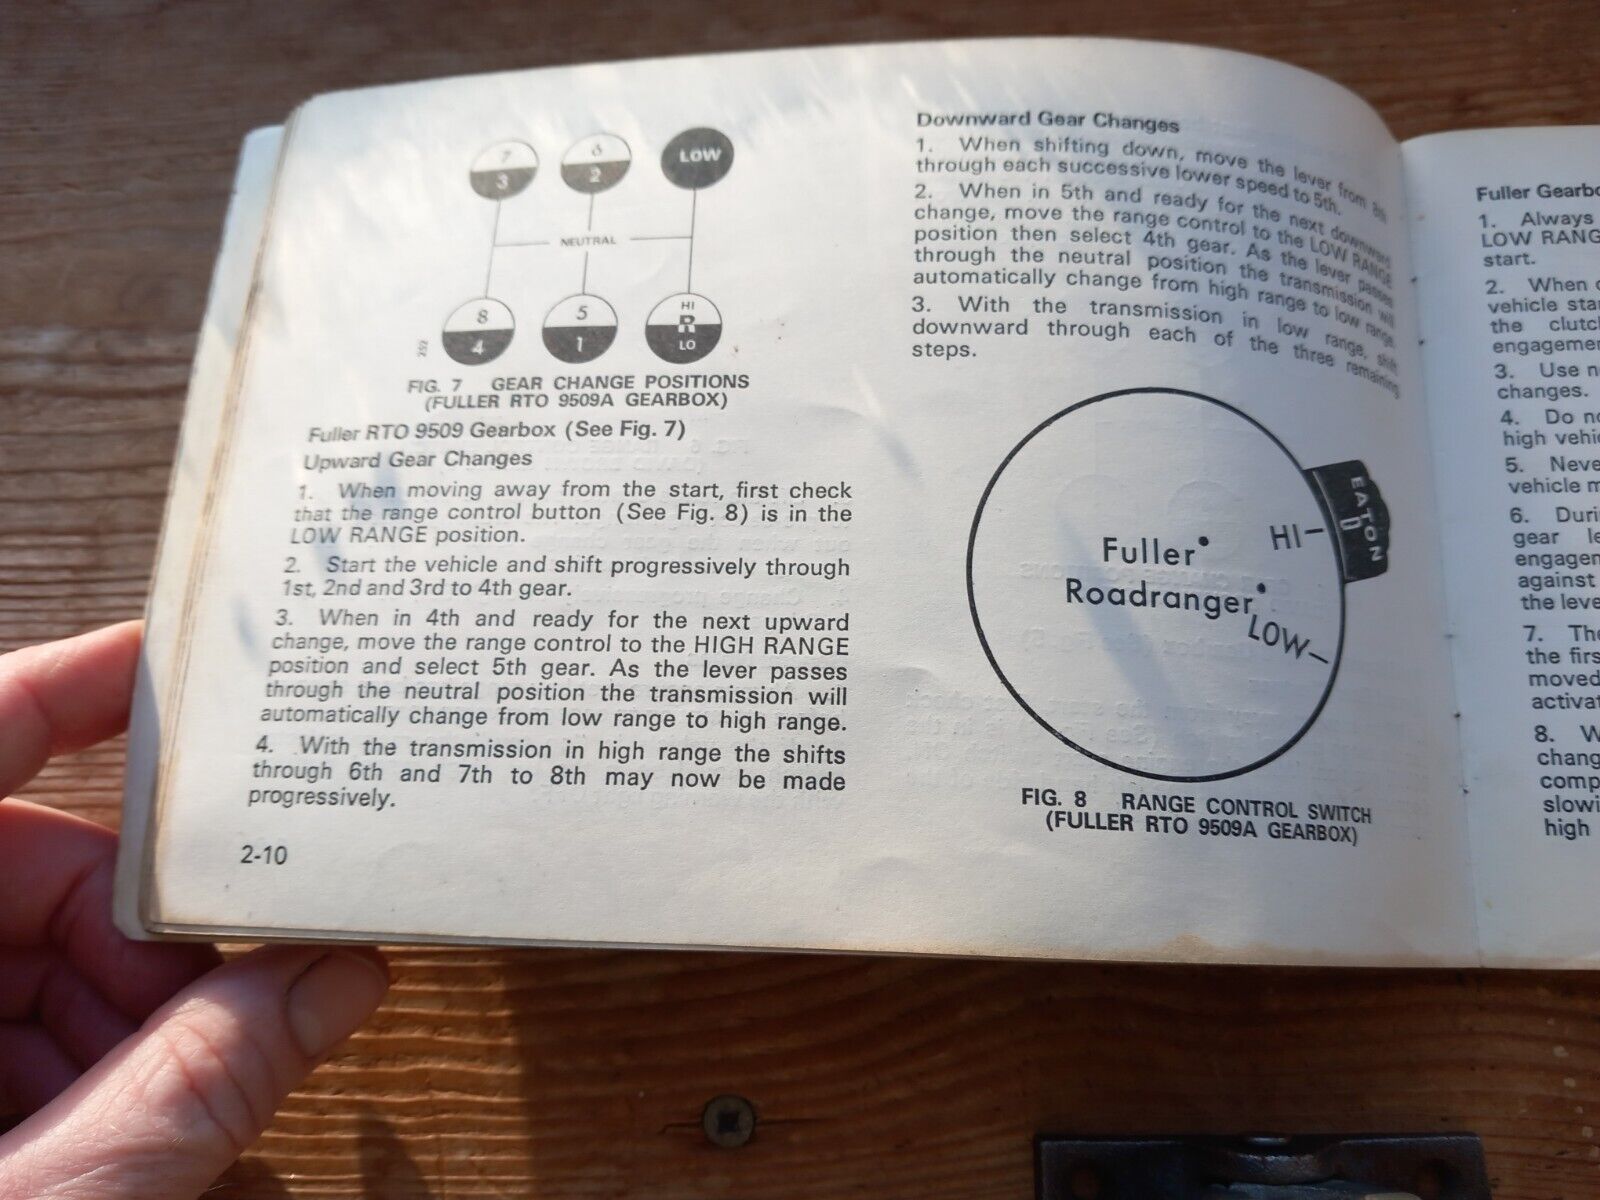 7 6 LOW
3 2
NEUTRAL
8 5 HI
R
4 1 LO
252
FIG. 7 GEAR CHANGE POSITIONS
(FULLER RTO 9509A GEARBOX)
Fuller RTO 9509 Gearbox (See Fig. 7)
Upward Gear Changes
1. When moving away from the start, first check
that the range control button (See Fig. 8) is in the
LOW RANGE position.
2. Start the vehicle and shift progressively through
1st, 2nd and 3rd to 4th gear.
3. When in 4th and ready for the next upward
change, move the range control to the HIGH RANGE
position and select 5th gear. As the lever passes
through the neutral position the transmission will
automatically change from low range to high range.
4. With the transmission in high range the shifts
through 6th and 7th to 8th may now be made
progressively.
2-10
Downward Gear Changes
1. When shifting down, move the lever from 8th
through each successive lower speed to 5th.
2. When in 5th and ready for the next downward
change, move the range control to the LOW RANGE
position then select 4th gear. As the lever passes
through the neutral position the transmission will
automatically change from high range to low range.
3. With the transmission in low range, shift
downward through each of the three remaining
steps.
EATON
HI
Fuller
Roadranger
LOW
FIG. 8 RANGE CONTROL SWITCH
(FULLER RTO 9509A GEARBOX)
Fuller Gearbo
1. Always
LOW RANG
start.
2. When
vehicle star
the clutc
engageme
3. Use n
changes.
4. Do no
high vehi
5. Neve
vehicle m
6. Duri
gear le
engagem
against
the leve
7. The
the firs
moved
activat
8. W
chang
comp
slowi
high